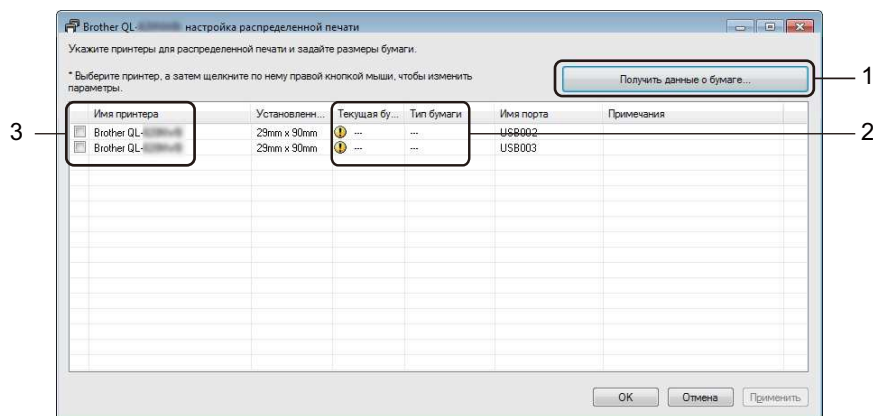 Brother QL- настройка распределенной печати
Укажите принтеры для распределенной печати и задайте размеры бумаги.
* Выберите принтер, а затем щелкните по нему правой кнопкой мыши, чтобы изменить
параметры.
Получить данные о бумаге...
1
Имя принтера Установленн... Текущая бу... Тип бумаги Имя порта Примечания
3
Brother QL- 29mm x 90mm --- --- USB002
2
Brother QL- 29mm x 90mm --- --- USB003
OK Отмена Применить